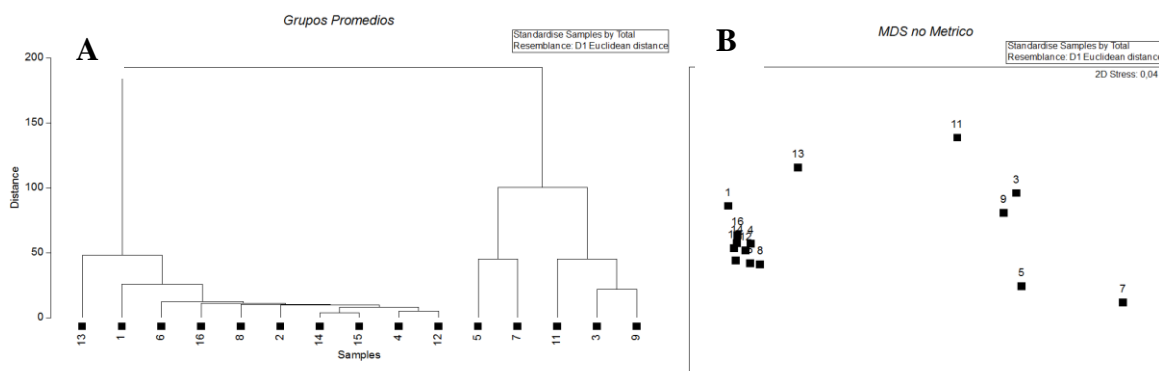 Grupos Promedios
A
Standardise Samples by Total
Resemblance: D1 Euclidean distance
200
150
100
50
0
Distance
13 1 6 16 8 2 14 15 4 12 5 7 11 3 9
Samples
B
MDS no Metrico
Standardise Samples by Total
Resemblance: D1 Euclidean distance
2D Stress: 0,04
11
13
3
1
9
16
4
12
8
5
7